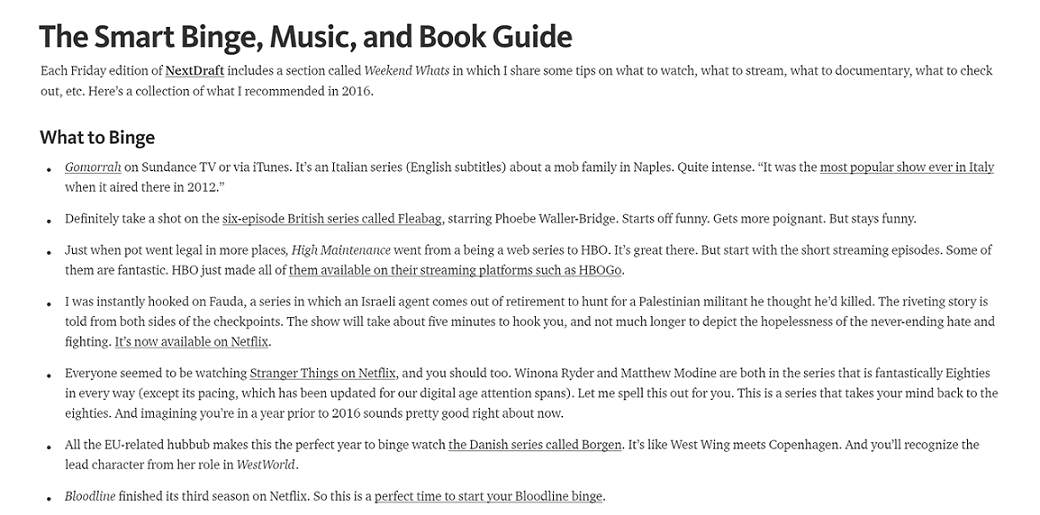 The Smart Binge, Music, and Book Guide
Each Friday edition of NextDraft includes a section called Weekend Whats in which I share some tips on what to watch, what to stream, what to documentary, what to check
out, etc. Here's a collection of what I recommended in 2016.
What to Binge
• Gomorrah on Sundance TV or via iTunes. It's an Italian series (English subtitles) about a mob family in Naples. Quite intense. “It was the most popular show ever in Italy
when it aired there in 2012.”
• Definitely take a shot on the six-episode British series called Fleabag, starring Phoebe Waller-Bridge. Starts off funny. Gets more poignant. But stays funny.
• Just when pot went legal in more places, High Maintenance went from a being a web series to HBO. It's great there. But start with the short streaming episodes. Some of
them are fantastic. HBO just made all of them available on their streaming platforms such as HBOGo.
• I was instantly hooked on Fauda, a series in which an Israeli agent comes out of retirement to hunt for a Palestinian militant he thought he'd killed. The riveting story is
told from both sides of the checkpoints. The show will take about five minutes to hook you, and not much longer to depict the hopelessness of the never-ending hate and
fighting. It's now available on Netflix.
• Everyone seemed to be watching Stranger Things on Netflix, and you should too. Winona Ryder and Matthew Modine are both in the series that is fantastically Eighties
in every way (except its pacing, which has been updated for our digital age attention spans). Let me spell this out for you. This is a series that takes your mind back to the
eighties. And imagining you're in a year prior to 2016 sounds pretty good right about now.
• All the EU-related hubbub makes this the perfect year to binge watch the Danish series called Borgen. It's like West Wing meets Copenhagen. And you'll recognize the
lead character from her role in WestWorld.
• Bloodline finished its third season on Netflix. So this is a perfect time to start your Bloodline binge.